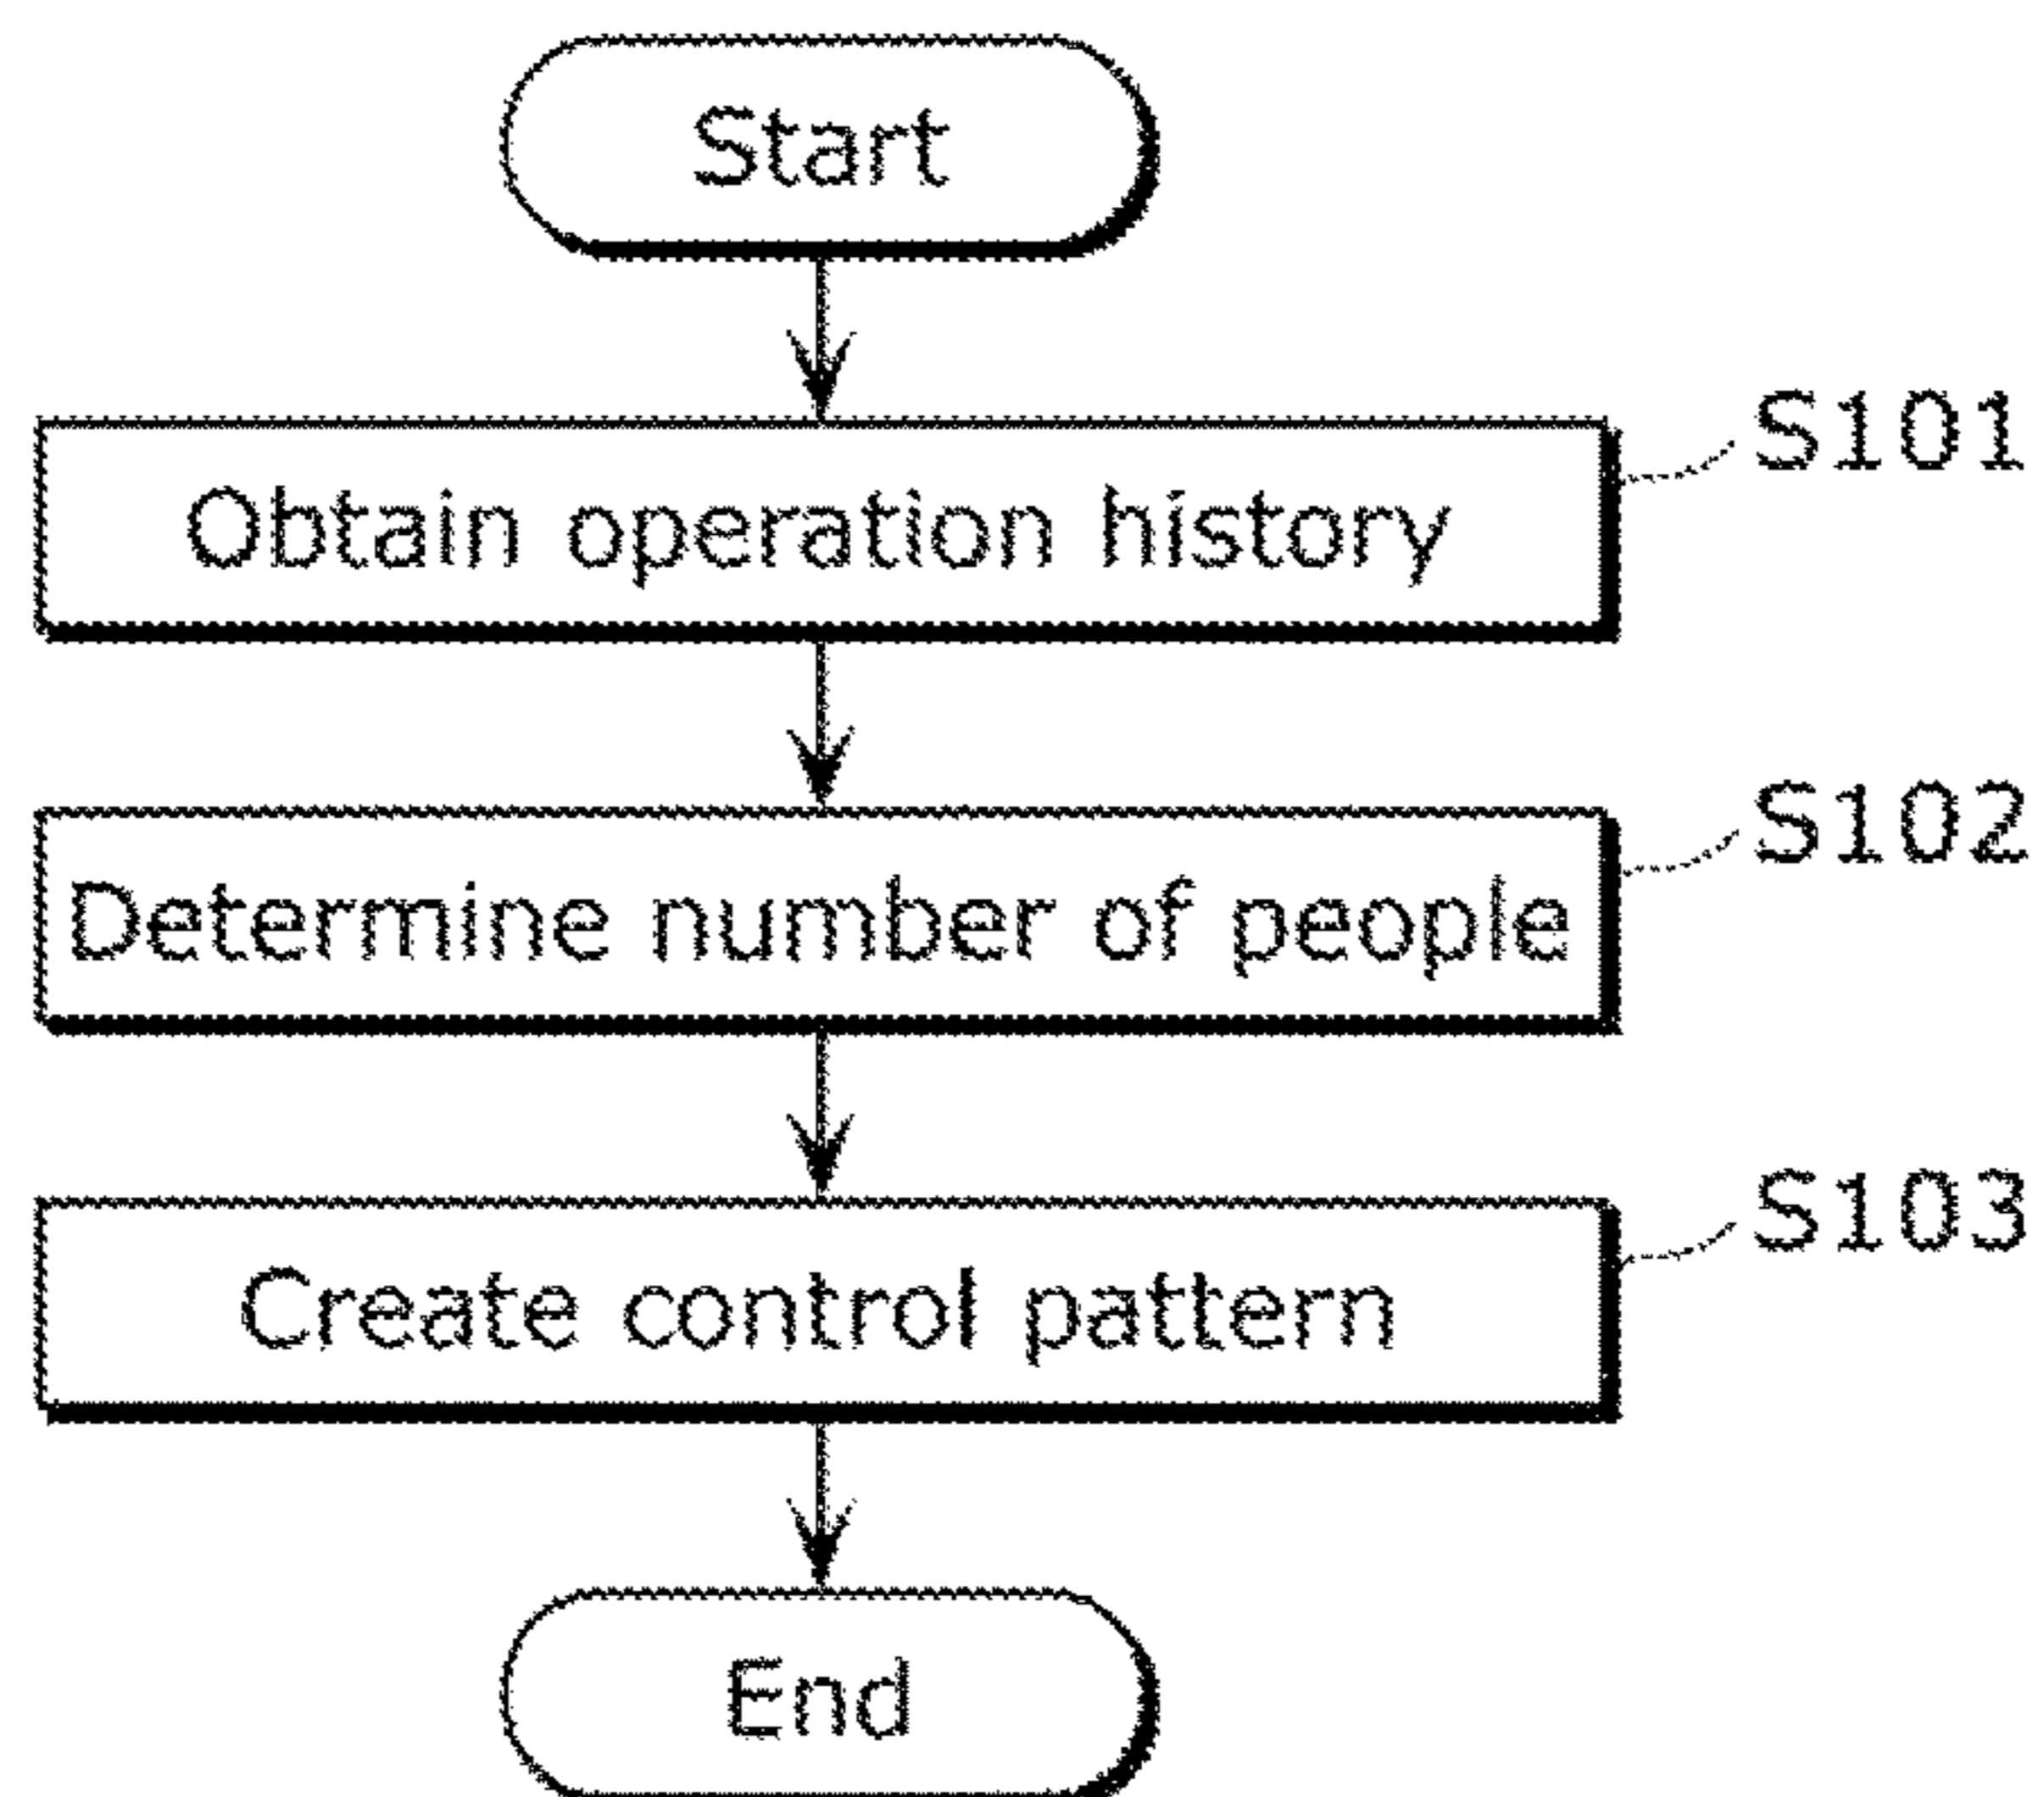 Start
S101
Obtain operation history
S102
Determine number of people
S103
Create control pattern
End